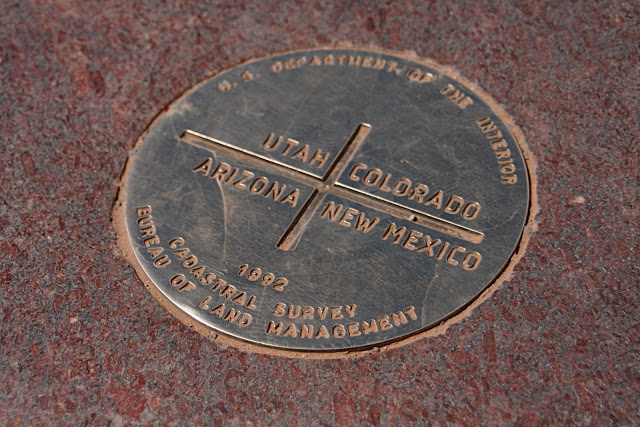 U.S. DEPARTMENT OF THE INTERIOR
UTAH COLORADO
ARIZONA NEW MEXICO
1992
CADASTRAL SURVEY
BUREAU OF LAND MANAGEMENT